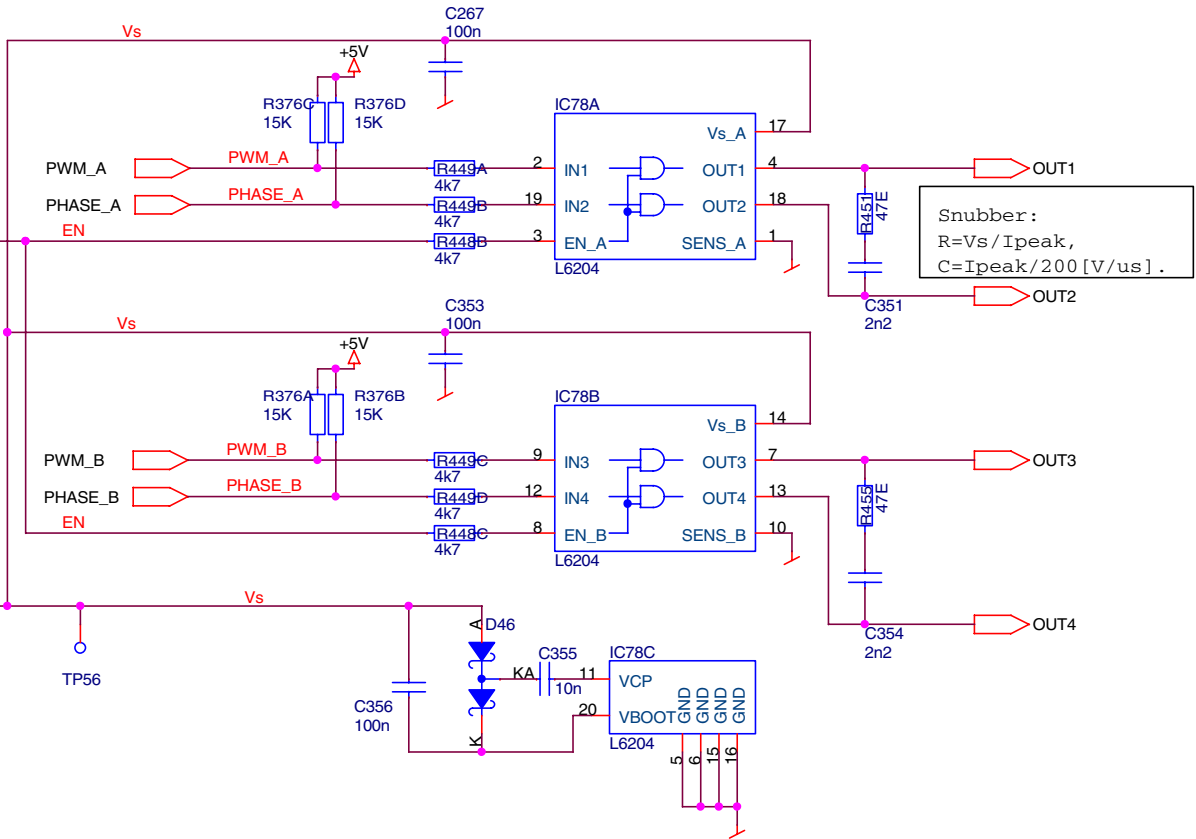 C267
100n
Vs
+5V
R376C
15K
R376D
15K
IC78A
Vs_A
17
PWM_A
PWM_A
R449A
4k7
2
IN1
OUT1
4
OUT1
PHASE_A
PHASE_A
R449B
4k7
19
IN2
OUT2
18
R451
47E
EN
R448B
4k7
3
EN_A
SENS_A
1
L6204
Snubber:
R=Vs/Ipeak,
C=Ipeak/200[V/us].
OUT2
C351
2n2
C353
100n
Vs
+5V
R376A
15K
R376B
15K
IC78B
Vs_B
14
PWM_B
PWM_B
R449C
4k7
9
IN3
OUT3
7
OUT3
PHASE_B
PHASE_B
R449D
4k7
12
IN4
OUT4
13
R455
47E
EN
R448C
4k7
8
EN_B
SENS_B
10
L6204
Vs
A
D46
OUT4
C354
2n2
TP56
C355
10n
KA
11
IC78C
VCP
C356
100n
20
VBOOT
GND
GND
GND
GND
K
L6204
5
6
15
16